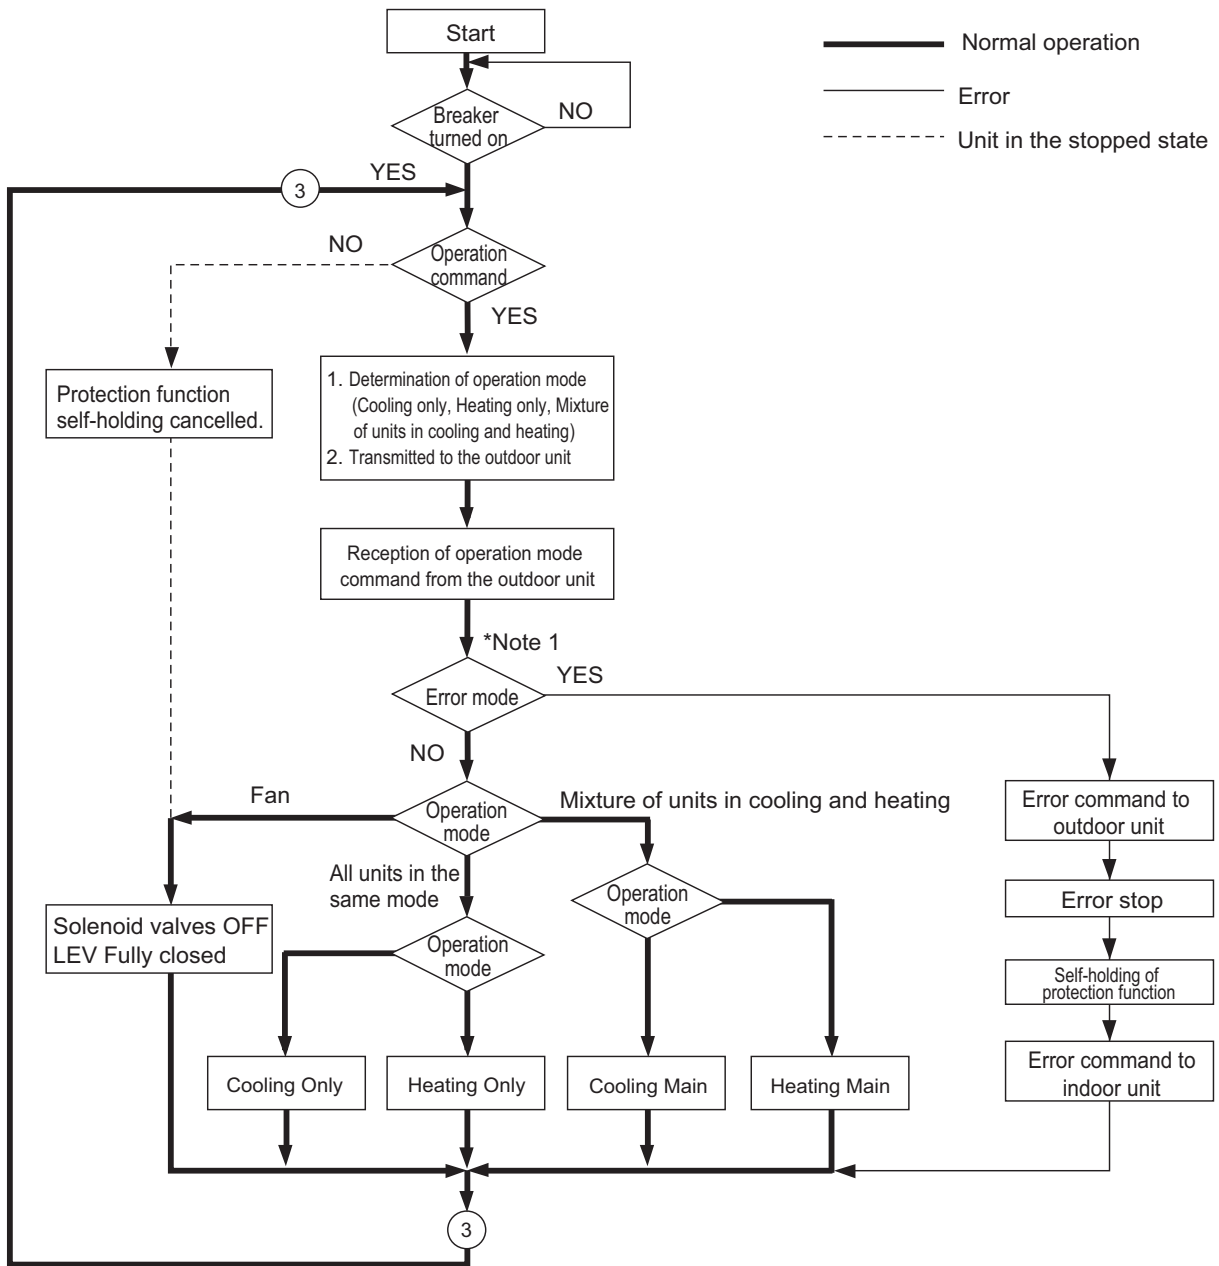 Start
Normal operation
Error
Unit in the stopped state
Breaker
turned on
NO
YES
3
NO
Operation
command
YES
1. Determination of operation mode
(Cooling only, Heating only, Mixture
of units in cooling and heating)
2. Transmitted to the outdoor unit
Protection function
self-holding cancelled.
Reception of operation mode
command from the outdoor unit
*Note 1
YES
Error mode
NO
Fan
Operation
mode
Mixture of units in cooling and heating
Error command to
outdoor unit
All units in the
same mode
Operation
mode
Error stop
Solenoid valves OFF
LEV Fully closed
Operation
mode
Self-holding of
protection function
Cooling Only
Heating Only
Cooling Main
Heating Main
Error command to
indoor unit
3